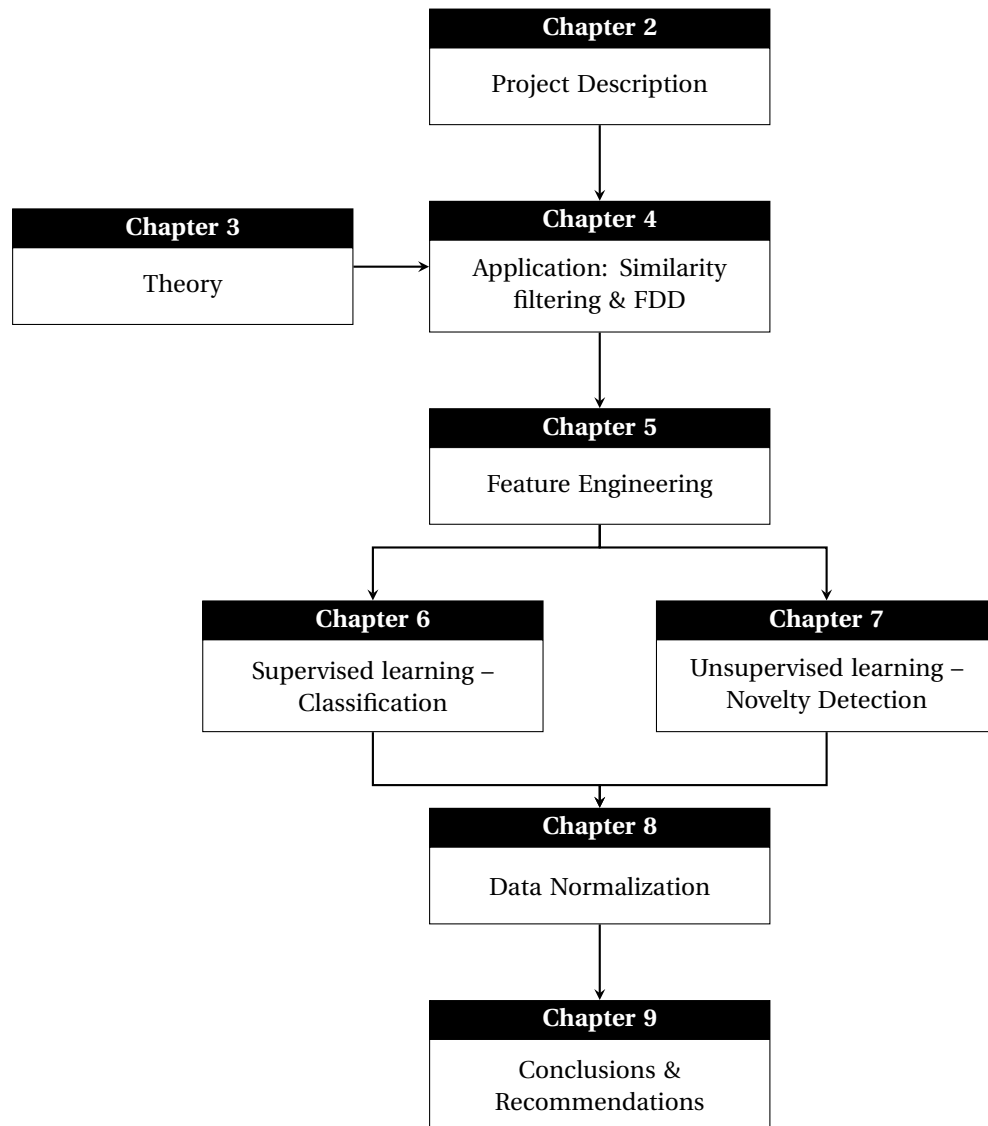 Chapter 2
Project Description
Chapter 3
Theory
Chapter 4
Application: Similarity
filtering & FDD
Chapter 5
Feature Engineering
Chapter 6
Supervised learning –
Classification
Chapter 7
Unsupervised learning –
Novelty Detection
Chapter 8
Data Normalization
Chapter 9
Conclusions &
Recommendations